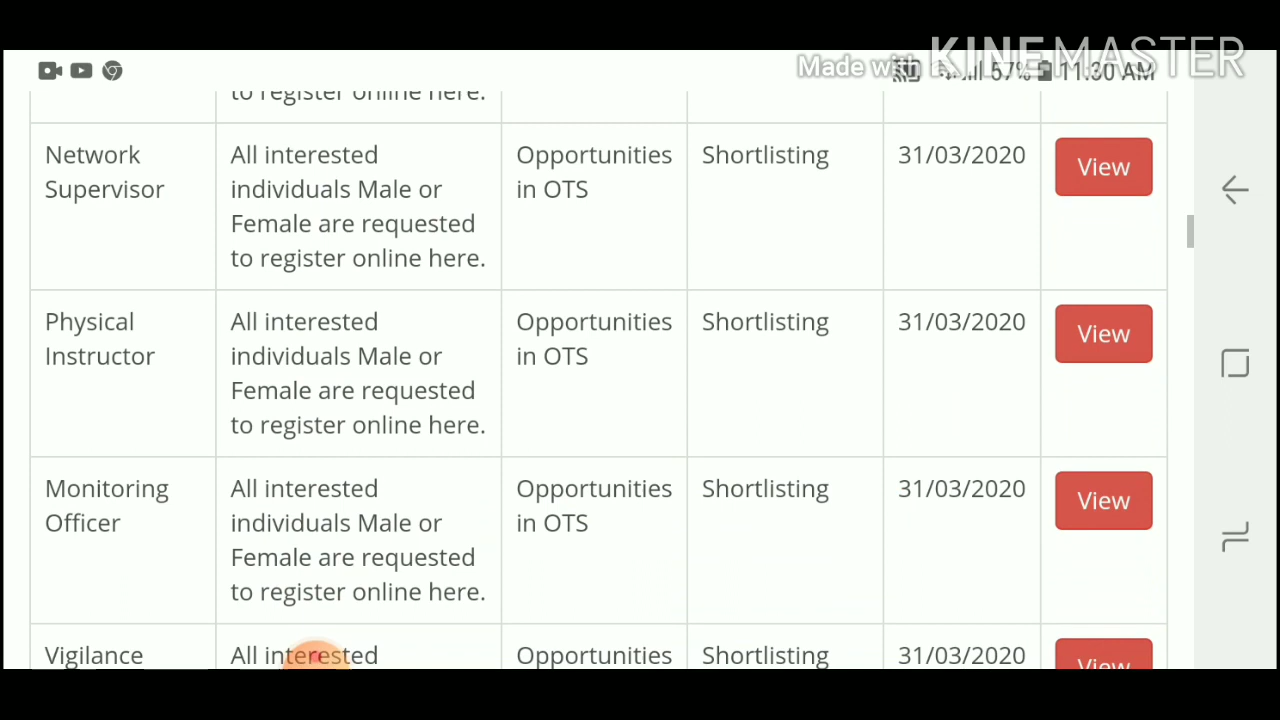 Made with KINEMASTER
57% 11:30 AM
to register online here.
Network Supervisor
All interested individuals Male or Female are requested to register online here.
Opportunities in OTS
Shortlisting
31/03/2020
View
Physical Instructor
All interested individuals Male or Female are requested to register online here.
Opportunities in OTS
Shortlisting
31/03/2020
View
Monitoring Officer
All interested individuals Male or Female are requested to register online here.
Opportunities in OTS
Shortlisting
31/03/2020
View
Vigilance
All interested
Opportunities
Shortlisting
31/03/2020
View